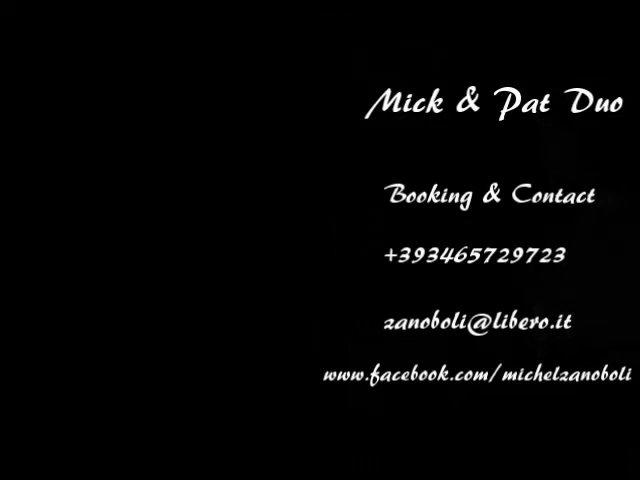 Mick & Pat Duo
Booking & Contact
+393465729723
zanoboli@libero.it
www.facebook.com/michelzanoboli